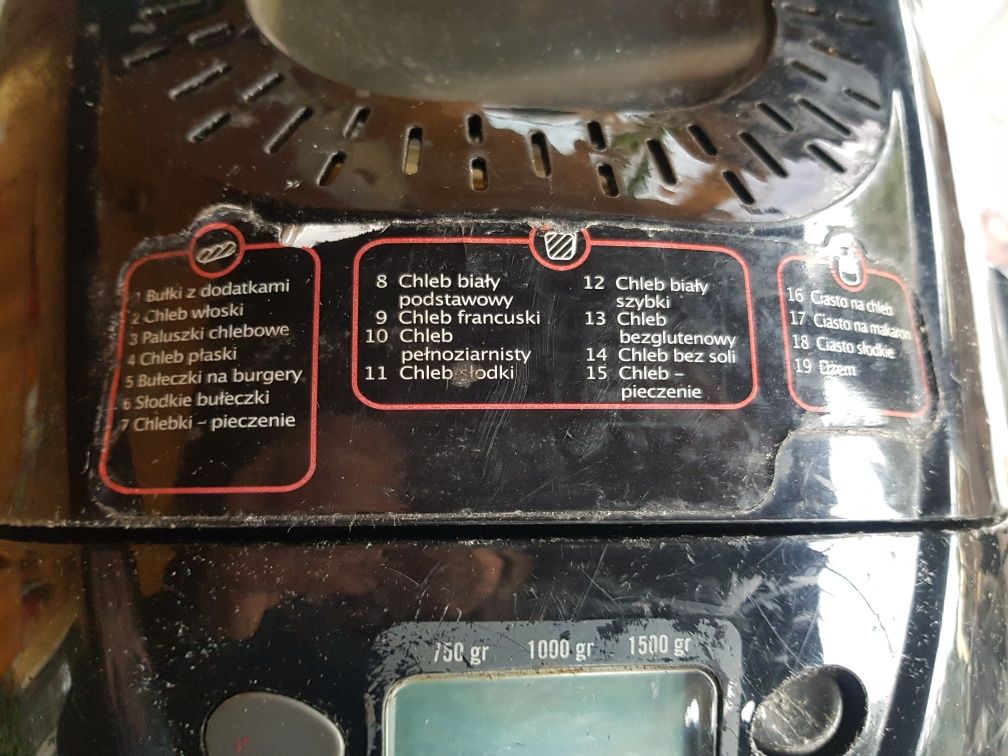 1 Bułki z dodatkami
2 Chleb włoski
3 Paluszki chlebowe
4 Chleb płaski
5 Bułeczki na burgery
6 Słodkie bułeczki
7 Chlebki – pieczenie
8 Chleb biały
podstawowy
9 Chleb francuski
10 Chleb
pełnoziarnisty
11 Chleb słodki
12 Chleb biały
szybki
13 Chleb
bezglutenowy
14 Chleb bez soli
15 Chleb –
pieczenie
16 Ciasto na chleb
17 Ciasto na makaron
18 Ciasto słodkie
19 Dżem
750 gr 1000 gr 1500 gr